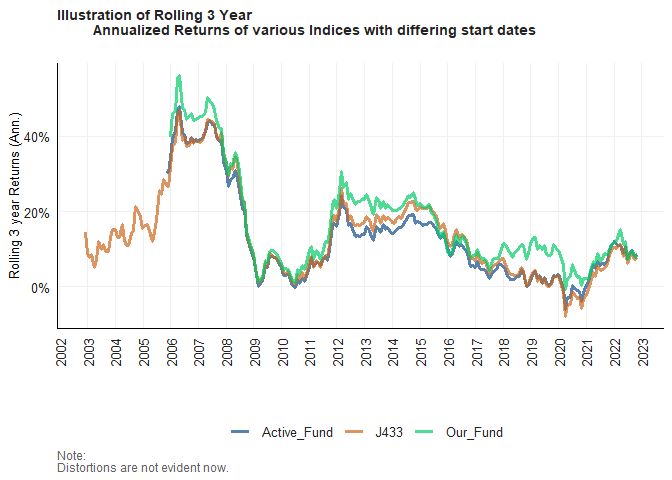 Illustration of Rolling 3 Year
Annualized Returns of various Indices with differing start dates
Rolling 3 year Returns (Ann.)
40%
20%
0%
2002 2003 2004 2005 2006 2007 2008 2009 2010 2011 2012 2013 2014 2015 2016 2017 2018 2019 2020 2021 2022 2023
Active_Fund J433 Our_Fund
Note:
Distortions are not evident now.